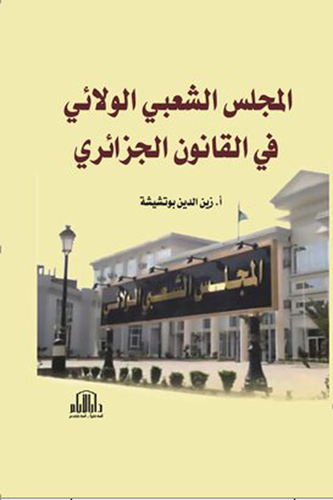 المجلس الشعبي الولائي
في القانون الجزائري
أ. زين الدين بوتشيشة
المجلس الشعبي الولائي
دار الأيام